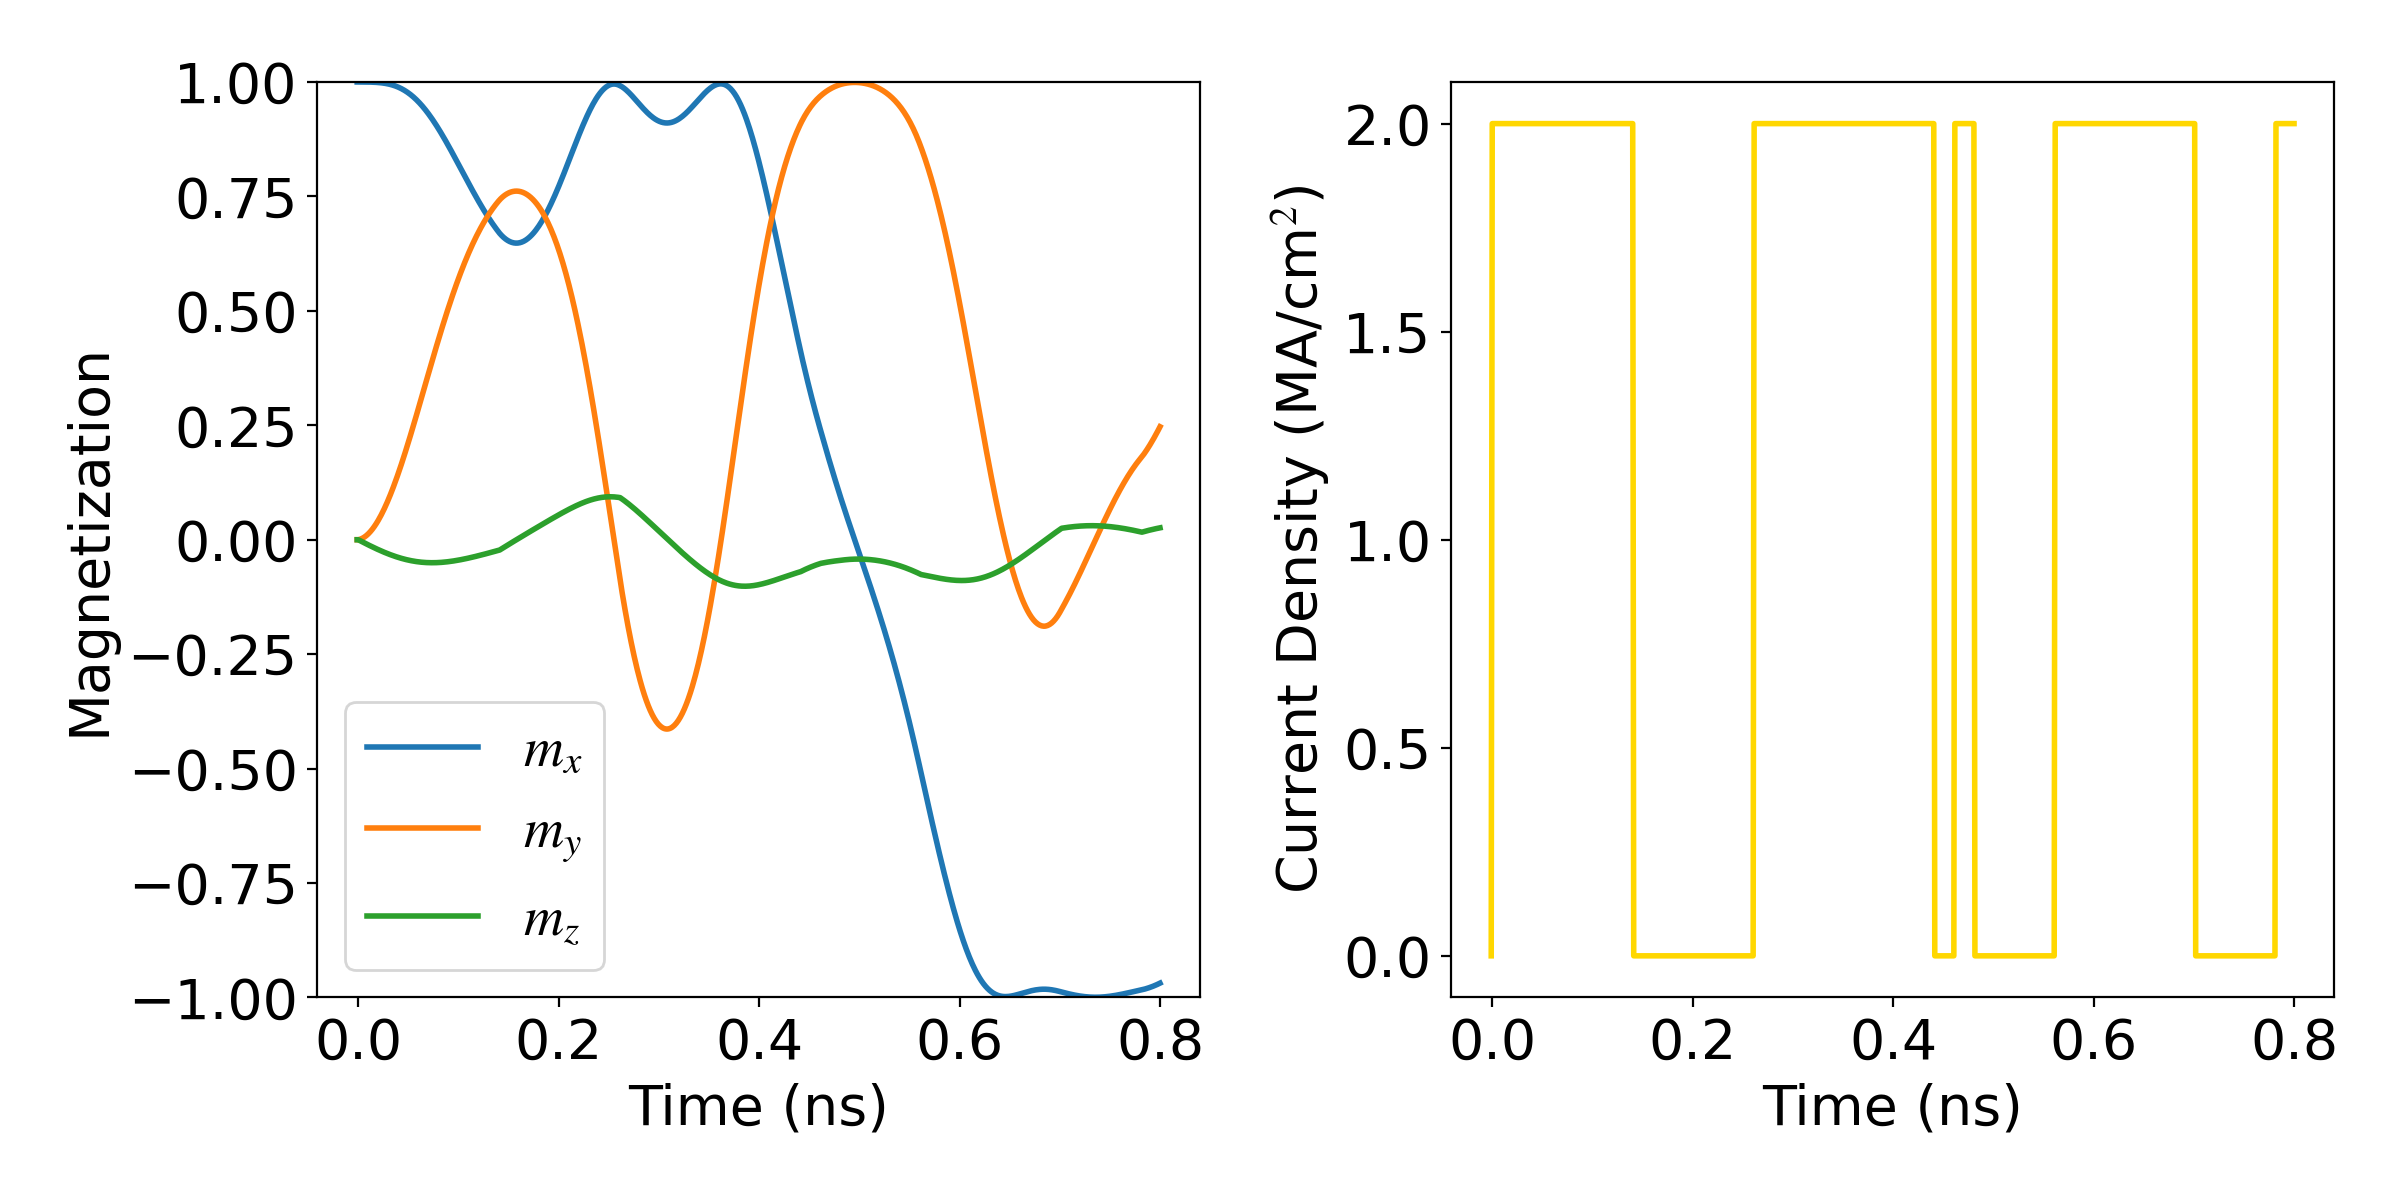 Magnetization
1.00
0.75
0.50
0.25
0.00
−0.25
−0.50
−0.75
−1.00
m_x
m_y
m_z
0.0 0.2 0.4 0.6 0.8
Time (ns)
Current Density (MA/cm²)
2.0
1.5
1.0
0.5
0.0
0.0 0.2 0.4 0.6 0.8
Time (ns)